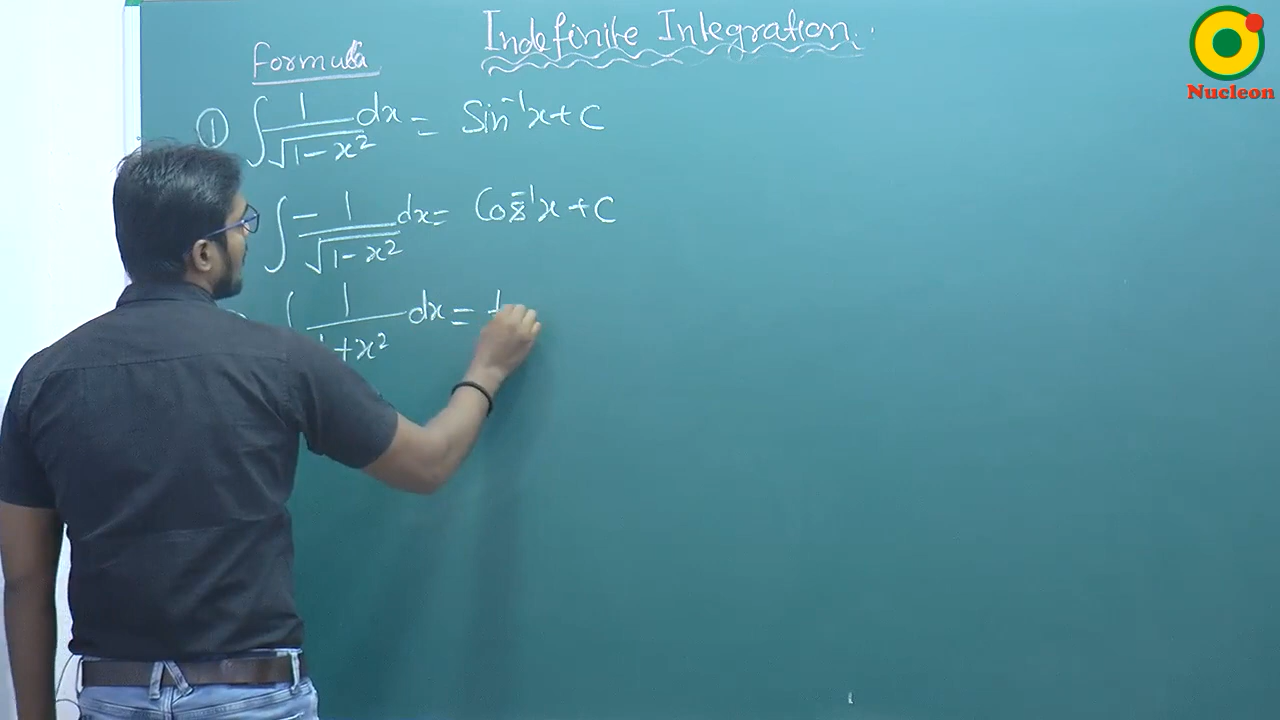 Indefinite Integration
Nucleon
Formula
① ∫ 1/√(1-x²) dx = Sin⁻¹x + C
∫ - 1/√(1-x²) dx = Cos⁻¹x + C
∫ 1/(1+x²) dx = t